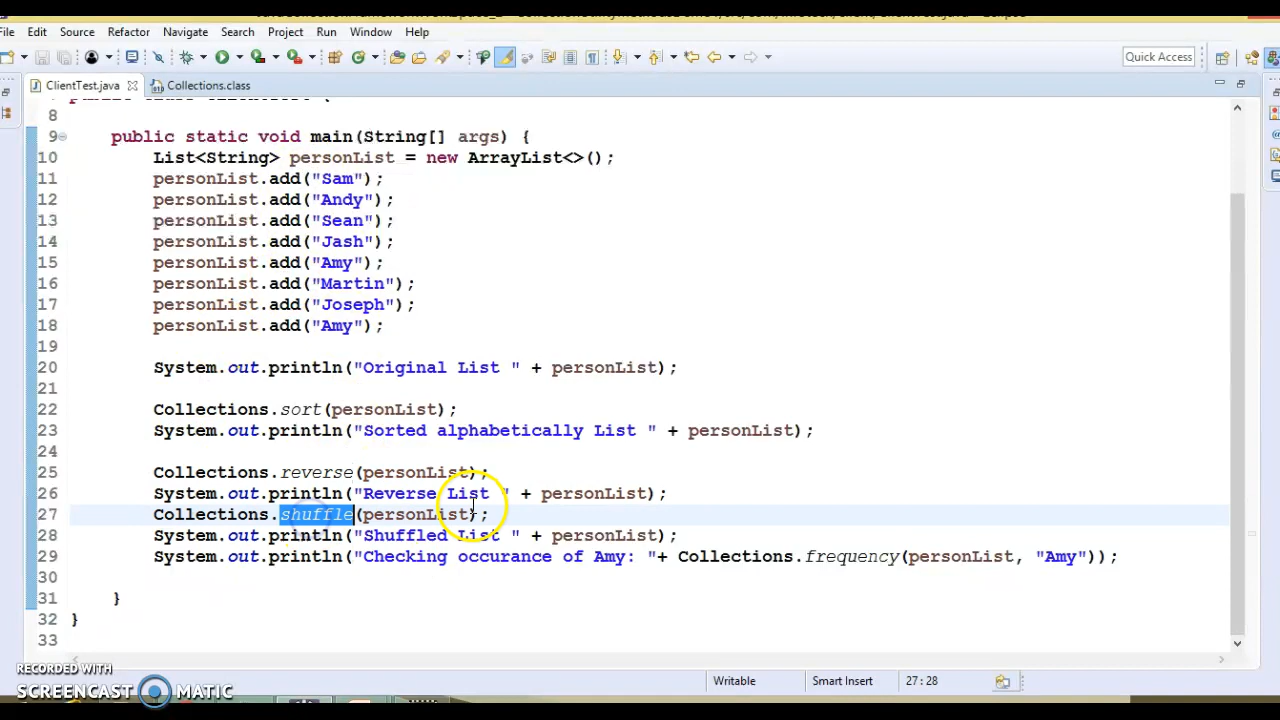 File Edit Source Refactor Navigate Search Project Run Window Help
Quick Access
ClientTest.java Collections.class
8
9 public static void main(String[] args) {
10 List<String> personList = new ArrayList<>();
11 personList.add("Sam");
12 personList.add("Andy");
13 personList.add("Sean");
14 personList.add("Jash");
15 personList.add("Amy");
16 personList.add("Martin");
17 personList.add("Joseph");
18 personList.add("Amy");
19
20 System.out.println("Original List " + personList);
21
22 Collections.sort(personList);
23 System.out.println("Sorted alphabetically List " + personList);
24
25 Collections.reverse(personList);
26 System.out.println("Reverse List " + personList);
27 Collections.shuffle(personList);
28 System.out.println("Shuffled List " + personList);
29 System.out.println("Checking occurance of Amy: "+ Collections.frequency(personList, "Amy"));
30
31 }
32 }
33
RECORDED WITH
SCREENCAST MATIC
Writable Smart Insert 27 : 28